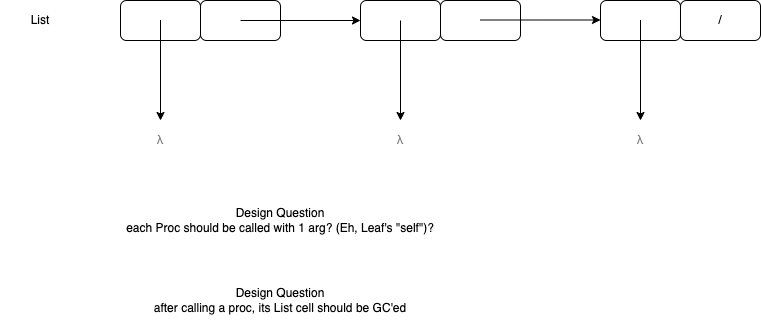 List
/
λ
λ
λ
Design Question
each Proc should be called with 1 arg? (Eh, Leaf's "self")?
Design Question
after calling a proc, its List cell should be GC'ed